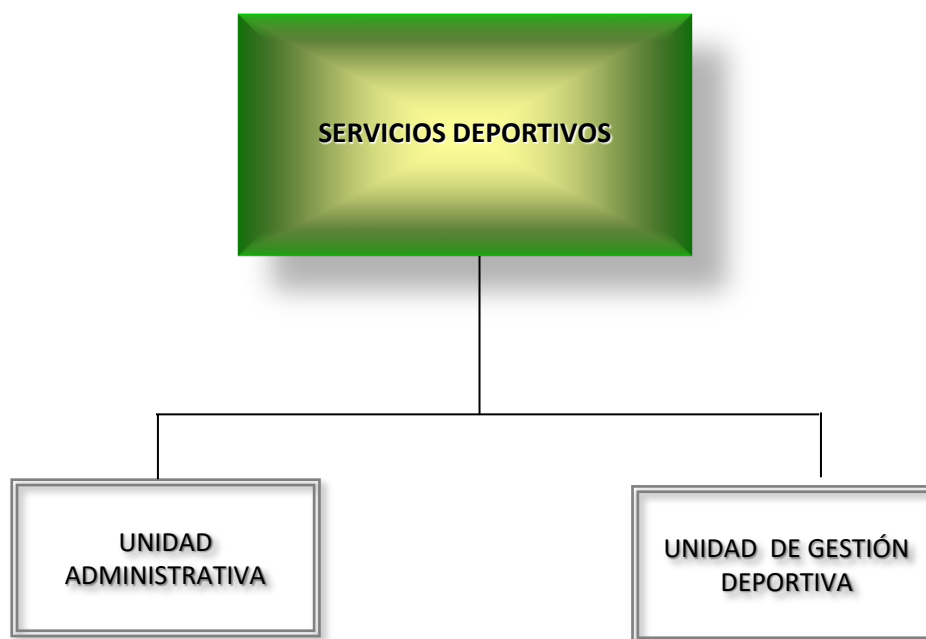 SERVICIOS DEPORTIVOS
UNIDAD
ADMINISTRATIVA
UNIDAD DE GESTIÓN
DEPORTIVA